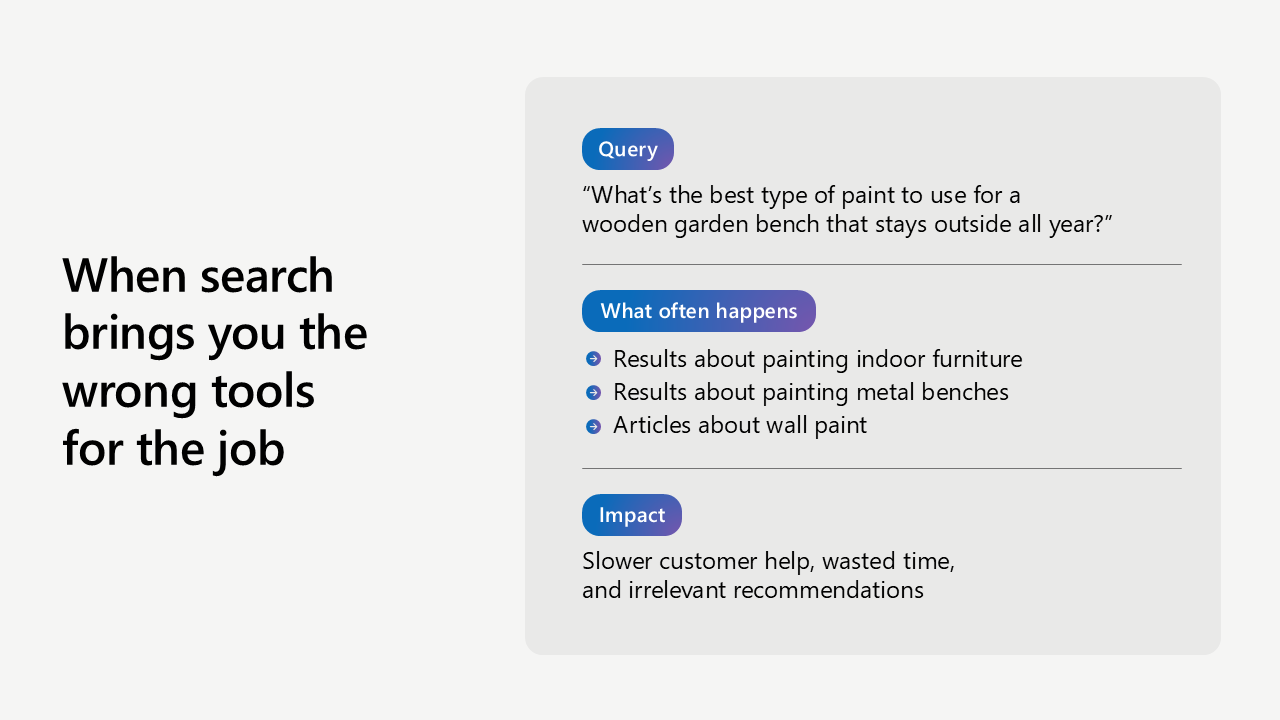 When search
brings you the
wrong tools
for the job
Query
“What’s the best type of paint to use for a
wooden garden bench that stays outside all year?”
What often happens
Results about painting indoor furniture
Results about painting metal benches
Articles about wall paint
Impact
Slower customer help, wasted time,
and irrelevant recommendations